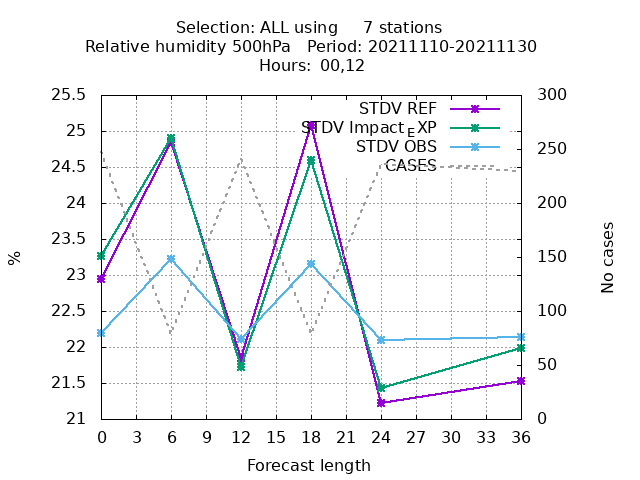 Selection: ALL using 7 stations
Relative humidity 500hPa Period: 20211110-20211130
Hours: 00,12
25.5
25
24.5
24
23.5
23
22.5
22
21.5
21
%
300
250
200
150
100
50
0
No cases
STDV REF
STDV Impact_EXP
STDV OBS
CASES
0 3 6 9 12 15 18 21 24 27 30 33 36
Forecast length